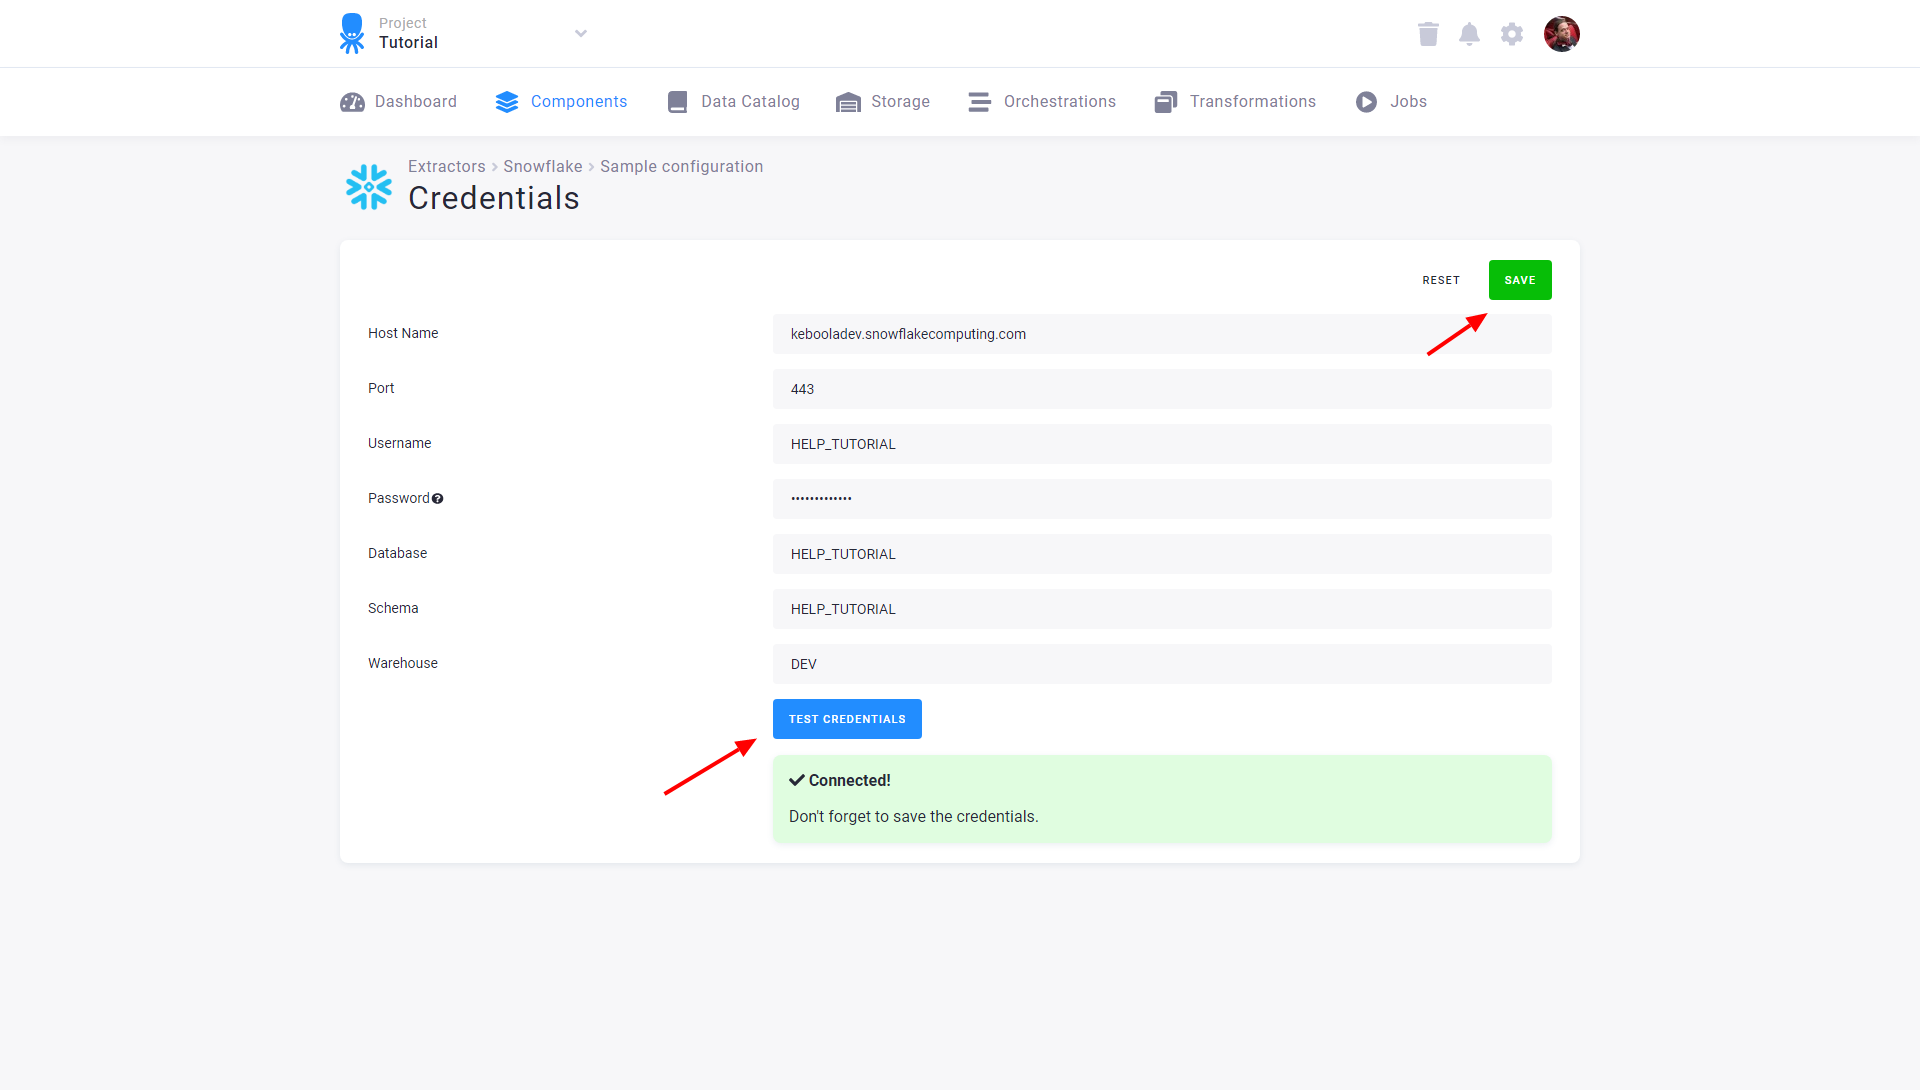 Project
Tutorial
Dashboard Components Data Catalog Storage Orchestrations Transformations Jobs
Extractors > Snowflake > Sample configuration
Credentials
RESET SAVE
Host Name kebooladev.snowflakecomputing.com
Port 443
Username HELP_TUTORIAL
Password •••••••••••••
Database HELP_TUTORIAL
Schema HELP_TUTORIAL
Warehouse DEV
TEST CREDENTIALS
Connected!
Don't forget to save the credentials.